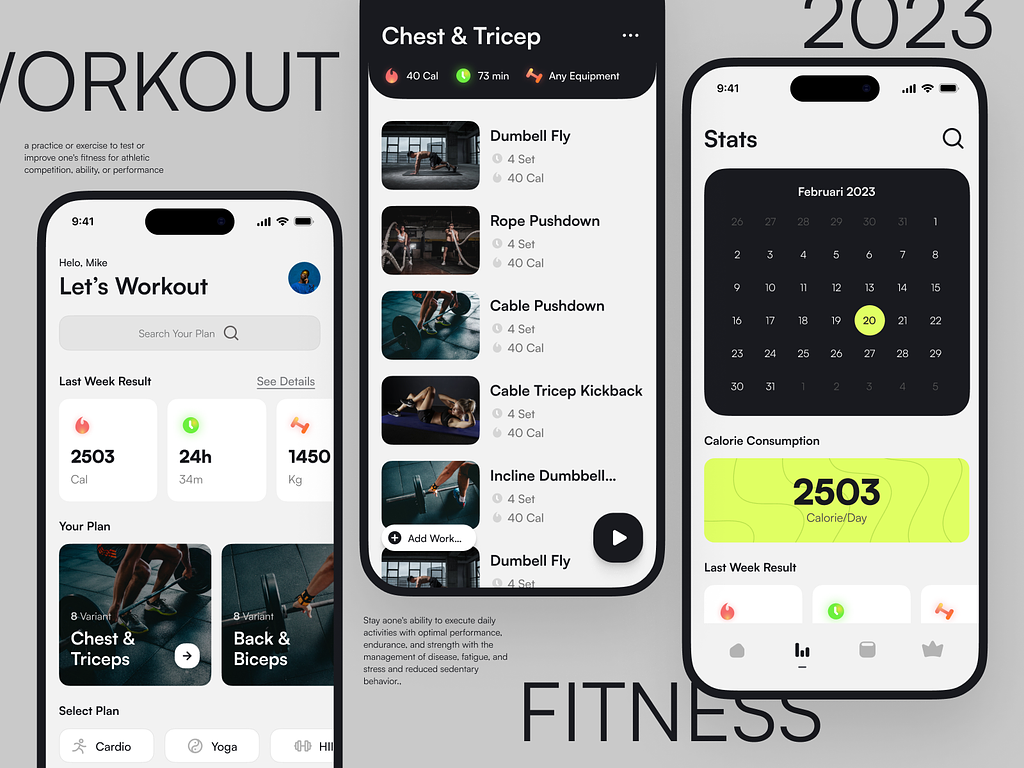 WORKOUT
a practice or exercise to test or
improve one's fitness for athletic
competition, ability, or performance
9:41
Helo, Mike
Let's Workout
Search Your Plan
Last Week Result See Details
2503
Cal
24h
34m
1450
Kg
Your Plan
8 Variant
Chest &
Triceps
8 Variant
Back &
Biceps
Select Plan
Cardio
Yoga
HII
Chest & Tricep
40 Cal 73 min Any Equipment
Dumbell Fly
4 Set
40 Cal
Rope Pushdown
4 Set
40 Cal
Cable Pushdown
4 Set
40 Cal
Cable Tricep Kickback
4 Set
40 Cal
Incline Dumbbell...
4 Set
40 Cal
Add Work...
Dumbell Fly
4 Set
Stay aone's ability to execute daily
activities with optimal performance,
endurance, and strength with the
management of disease, fatigue, and
stress and reduced sedentary
behavior.,
2023
9:41
Stats
Februari 2023
26 27 28 29 30 31 1
2 3 4 5 6 7 8
9 10 11 12 13 14 15
16 17 18 19 20 21 22
23 24 25 26 27 28 29
30 31 1 2 3 4 5
Calorie Consumption
2503
Calorie/Day
Last Week Result
FITNESS